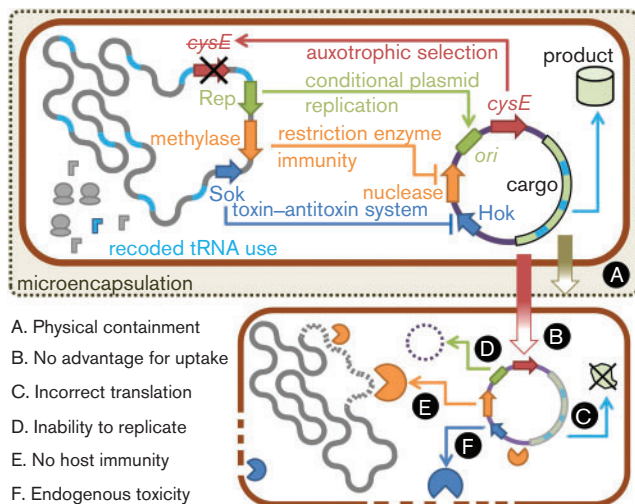 cysE
auxotrophic selection
product
Rep.
conditional plasmid
replication
cysE
methylase
restriction enzyme
immunity
ori
cargo
nuclease
Sok
toxin–antitoxin system
Hok
recoded tRNA use
microencapsulation
A
A. Physical containment
B. No advantage for uptake
C. Incorrect translation
D. Inability to replicate
E. No host immunity
F. Endogenous toxicity
B
D
C
E
F